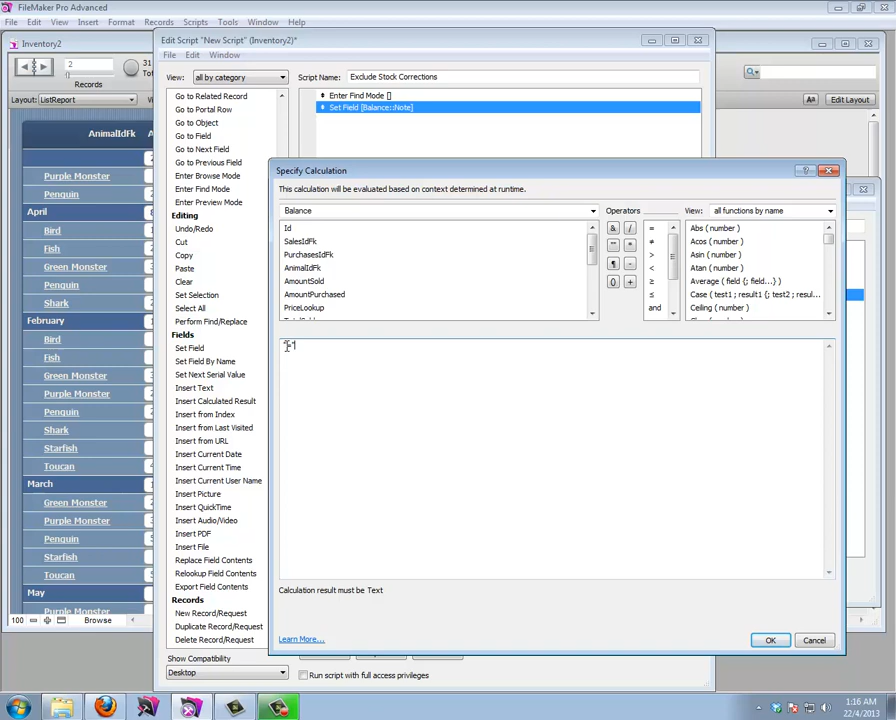 FileMaker Pro Advanced
File Edit View Insert Format Records Scripts Tools Window Help
Inventory2
2
31
Records
Layout: ListReport
Edit Layout
AnimalIdFk
Purple Monster
Penguin
April
Bird
Fish
Green Monster
Penguin
Shark
February
Bird
Fish
Green Monster
Purple Monster
Penguin
Shark
Starfish
Toucan
March
Green Monster
Purple Monster
Penguin
Starfish
Toucan
May
Purple Monster
100
Browse
Edit Script "New Script" (Inventory2)*
File Edit Window
View: all by category
Script Name: Exclude Stock Corrections
Go to Related Record
Go to Portal Row
Go to Object
Go to Field
Go to Next Field
Go to Previous Field
Enter Browse Mode
Enter Find Mode
Enter Preview Mode
Editing
Undo/Redo
Cut
Copy
Paste
Clear
Set Selection
Select All
Perform Find/Replace
Fields
Set Field
Set Field By Name
Set Next Serial Value
Insert Text
Insert Calculated Result
Insert from Index
Insert from Last Visited
Insert from URL
Insert Current Date
Insert Current Time
Insert Current User Name
Insert Picture
Insert QuickTime
Insert Audio/Video
Insert PDF
Insert File
Replace Field Contents
Relookup Field Contents
Export Field Contents
Records
New Record/Request
Duplicate Record/Request
Delete Record/Request
Show Compatibility
Desktop
Run script with full access privileges
Enter Find Mode []
Set Field [Balance::Note]
Specify Calculation
This calculation will be evaluated based on context determined at runtime.
Balance
Operators
View: all functions by name
Id
SalesIdFk
PurchasesIdFk
AnimalIdFk
AmountSold
AmountPurchased
PriceLookup
& /
"" *
¶ -
() +
=
≠
>
<
≥
≤
and
Abs ( number )
Acos ( number )
Asin ( number )
Atan ( number )
Average ( field {; field...} )
Case ( test1 ; result1 {; test2 ; resul...
Ceiling ( number )
Calculation result must be Text
Learn More...
OK
Cancel
1:16 AM
22/4/2013